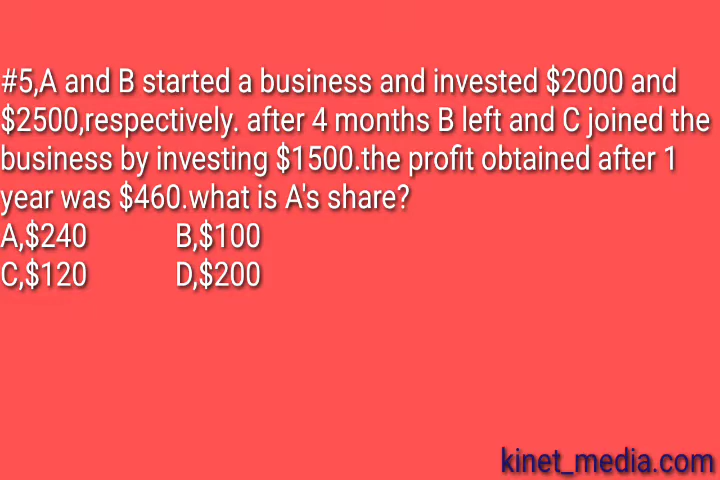 #5,A and B started a business and invested $2000 and
$2500,respectively. after 4 months B left and C joined the
business by investing $1500.the profit obtained after 1
year was $460.what is A's share?
A,$240 B,$100
C,$120 D,$200
kinet_media.com